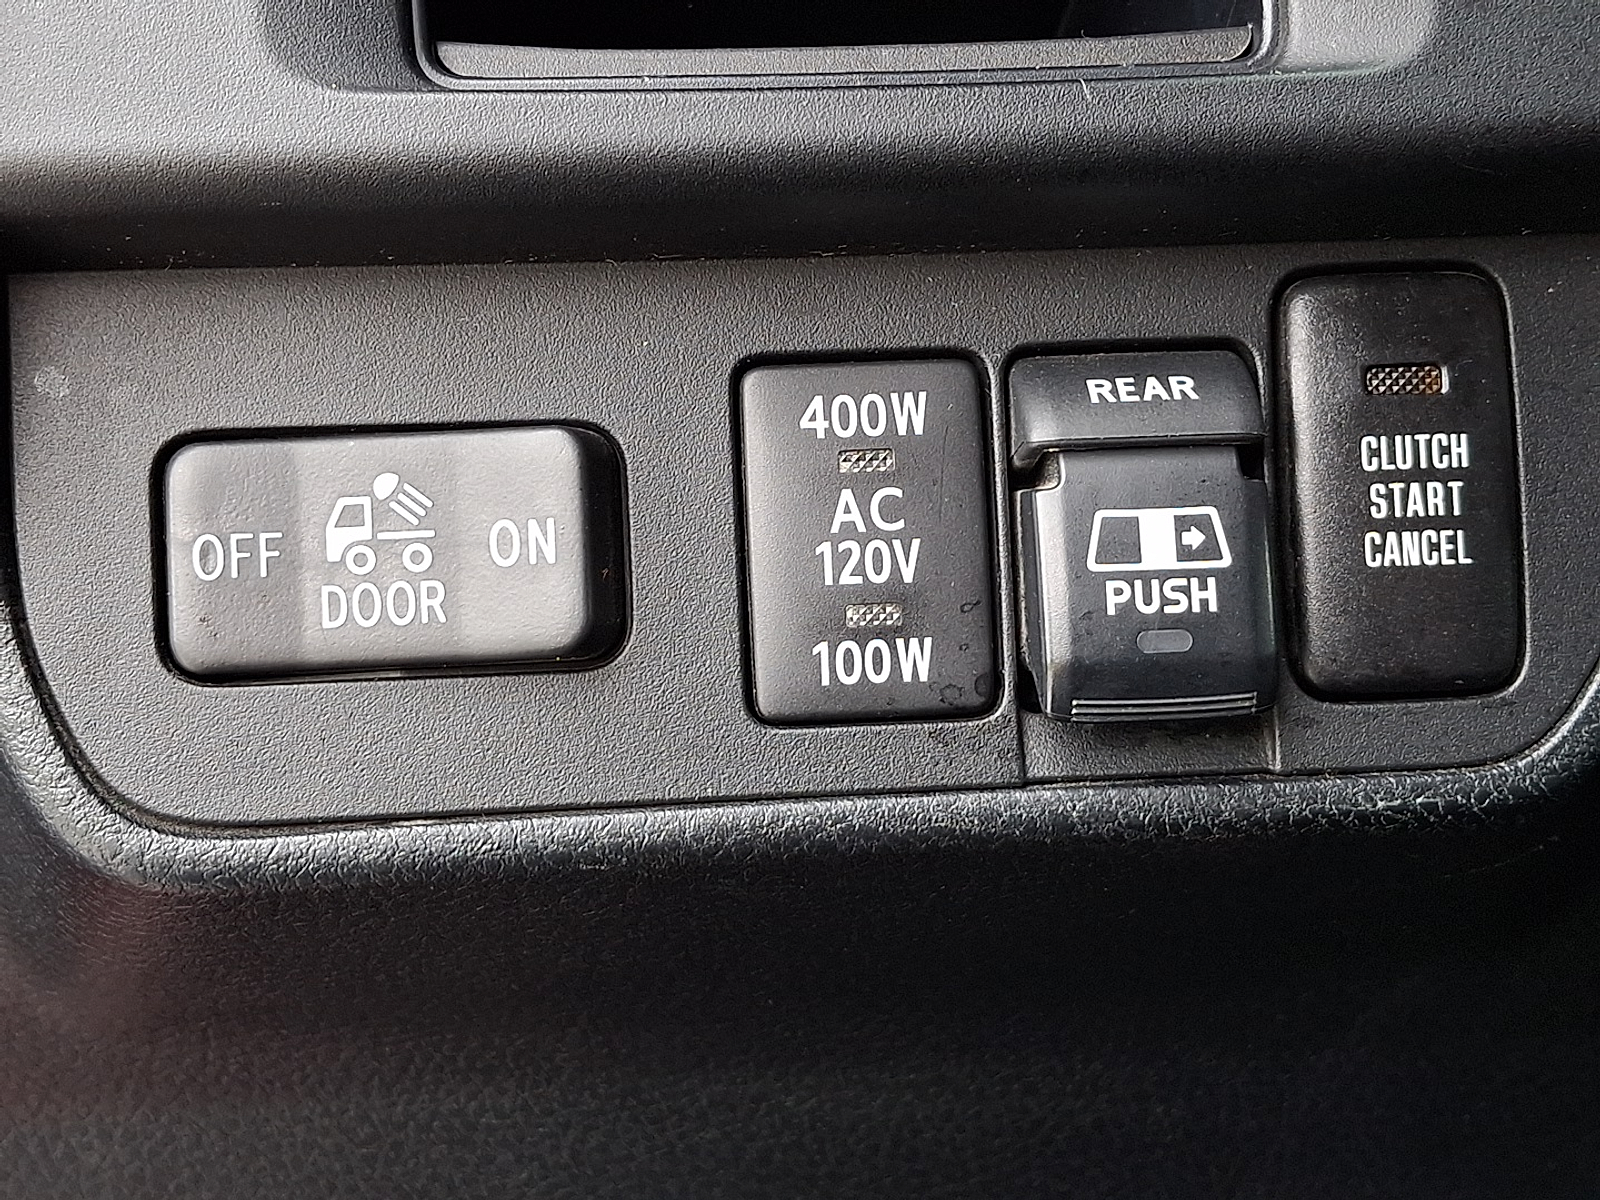 OFF
DOOR
ON
400W
AC
120V
100W
REAR
PUSH
CLUTCH
START
CANCEL